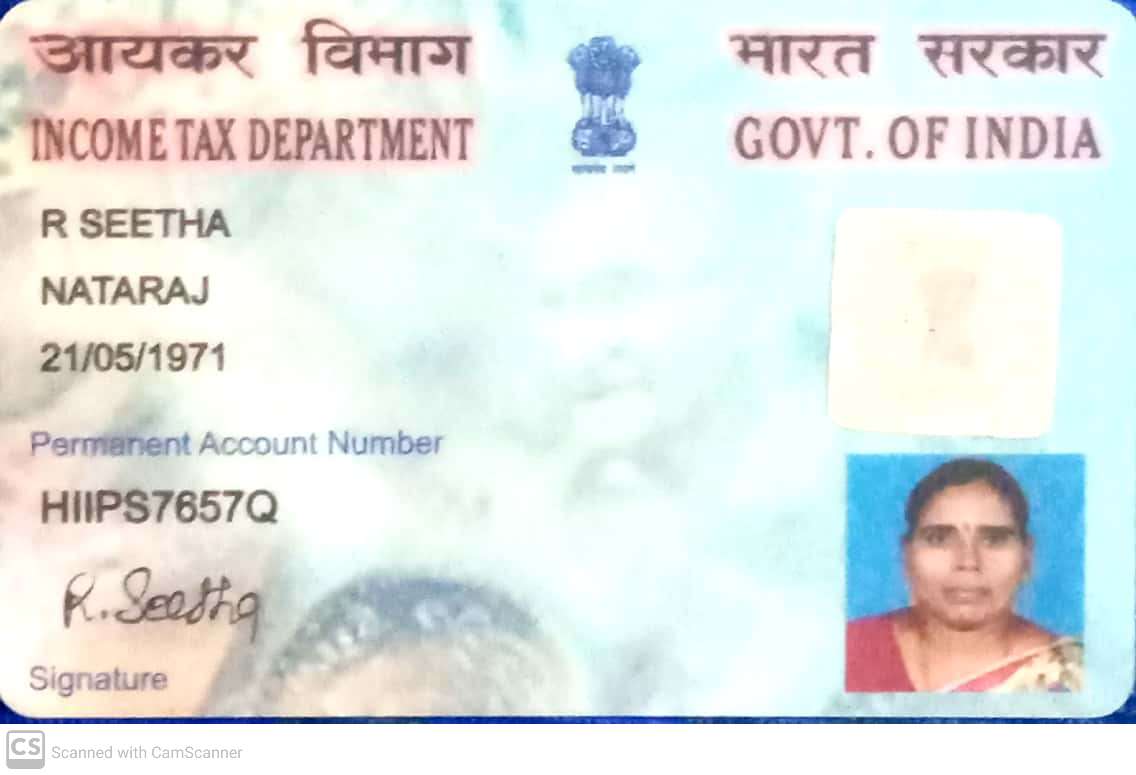 आयकर विभाग
INCOME TAX DEPARTMENT
भारत सरकार
GOVT. OF INDIA
R SEETHA
NATARAJ
21/05/1971
Permanent Account Number
HIIPS7657Q
R. Seetha
Signature
CS Scanned with CamScanner